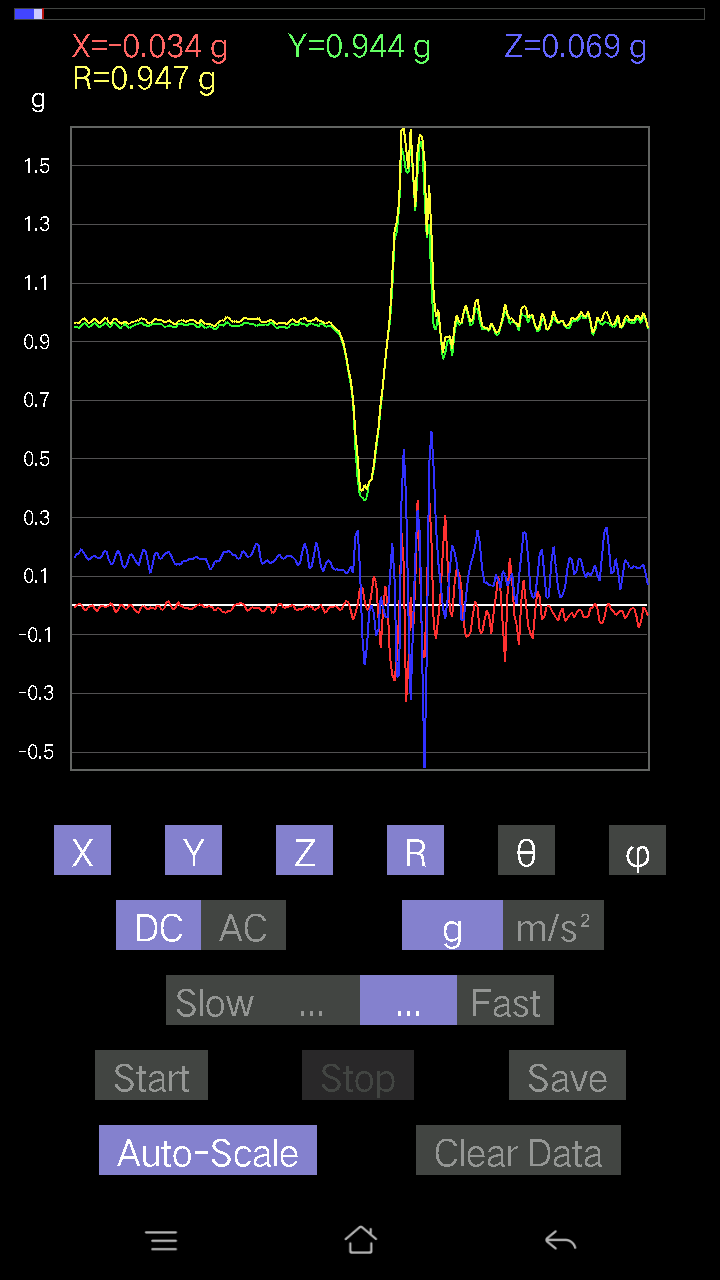 X=-0.034 g Y=0.944 g Z=0.069 g
R=0.947 g
g
1.5
1.3
1.1
0.9
0.7
0.5
0.3
0.1
-0.1
-0.3
-0.5
X Y Z R θ φ
DC AC g m/s²
Slow ... ... Fast
Start Stop Save
Auto-Scale Clear Data